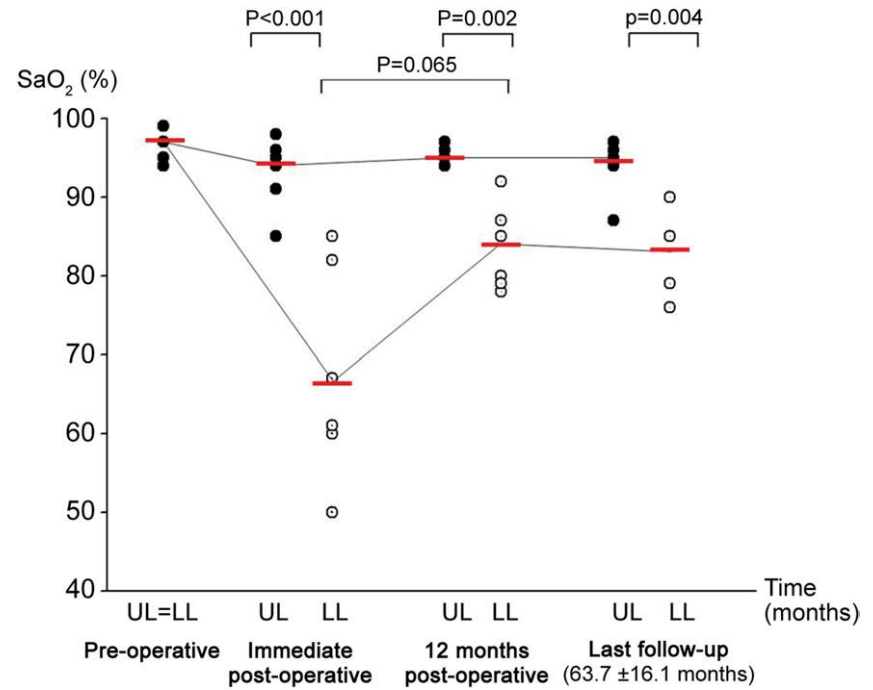 P<0.001
P=0.002
p=0.004
P=0.065
SaO₂ (%)
100
90
80
70
60
50
40
Time
(months)
UL=LL UL LL UL LL UL LL
Pre-operative
Immediate
post-operative
12 months
post-operative
Last follow-up
(63.7 ±16.1 months)